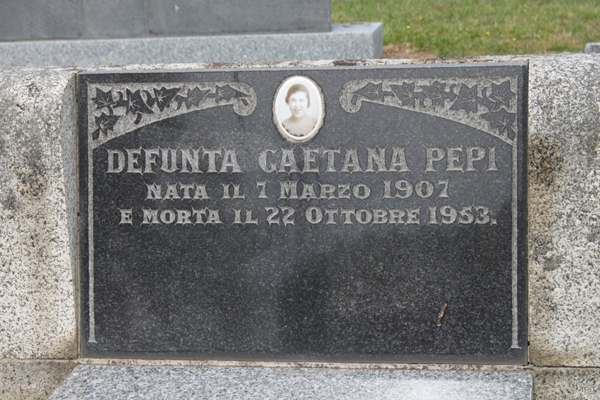 DEFUNTA GAETANA PEPI
NATA IL 7 MARZO 1907
E MORTA IL 22 OTTOBRE 1953.